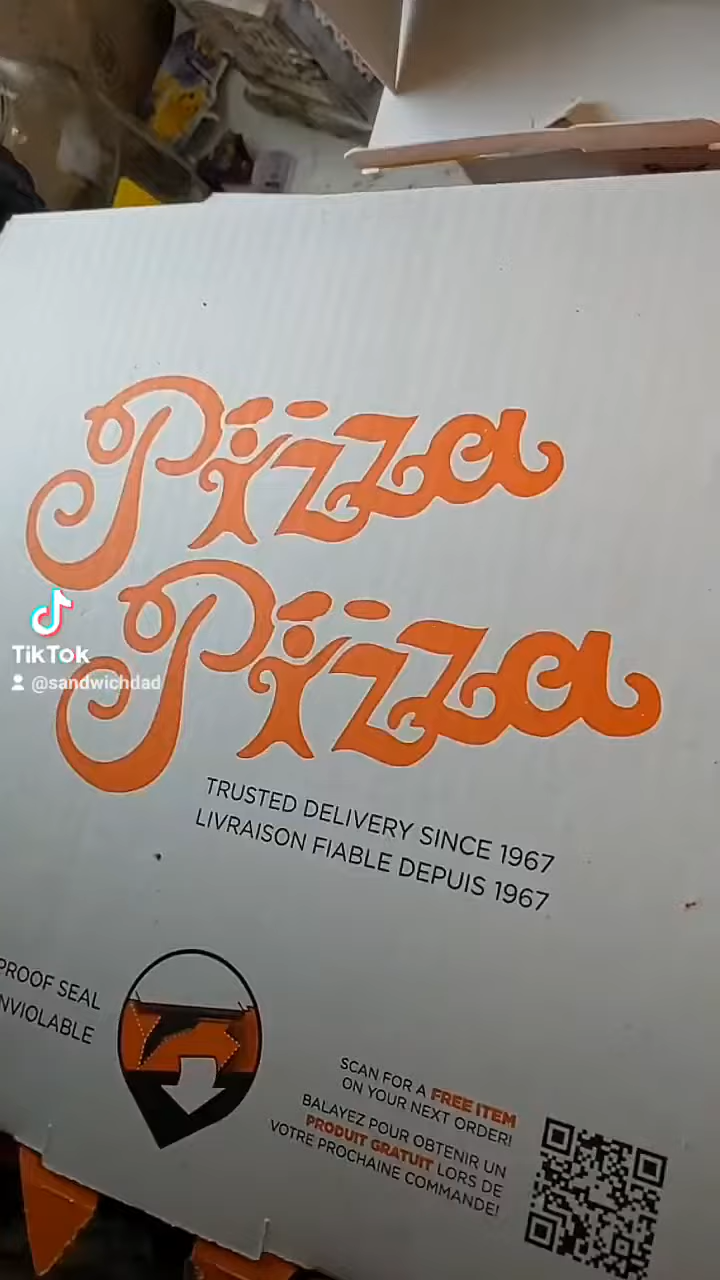 Pizza
Pizza
TikTok
@sandwichdad
TRUSTED DELIVERY SINCE 1967
LIVRAISON FIABLE DEPUIS 1967
PROOF SEAL
NVIOLABLE
SCAN FOR A FREE ITEM
ON YOUR NEXT ORDER!
BALAYEZ POUR OBTENIR UN
PRODUIT GRATUIT LORS DE
VOTRE PROCHAINE COMMANDE!